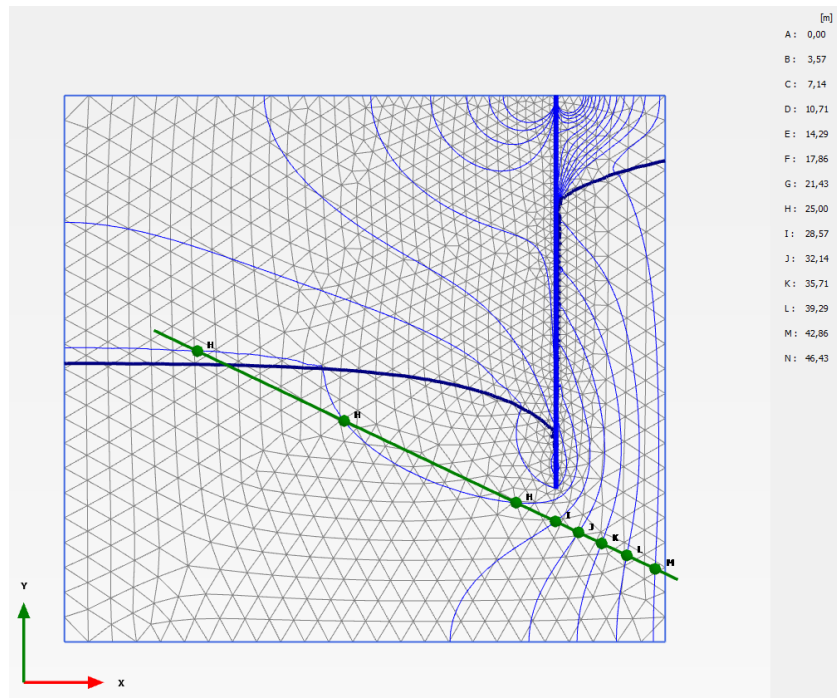 [m]
A : 0,00
B : 3,57
C : 7,14
D : 10,71
E : 14,29
F : 17,86
G : 21,43
H : 25,00
I : 28,57
J : 32,14
K : 35,71
L : 39,29
M : 42,86
N : 46,43
H
H
H
I
J
K
L
M
Y
X